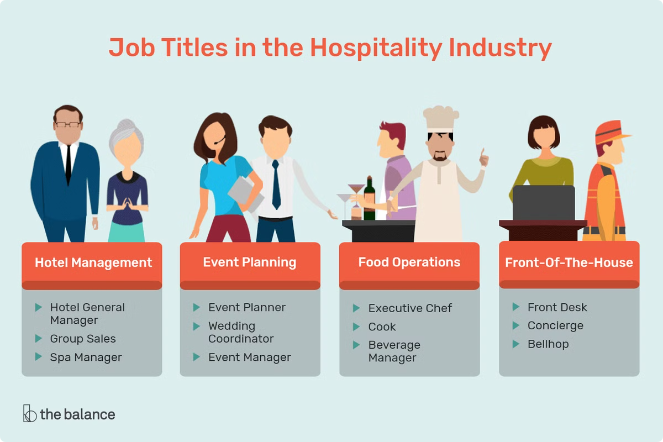 Job Titles in the Hospitality Industry
Hotel Management
Hotel General
Manager
Group Sales
Spa Manager
Event Planning
Event Planner
Wedding
Coordinator
Event Manager
Food Operations
Executive Chef
Cook
Beverage
Manager
Front-Of-The-House
Front Desk
Concierge
Bellhop
the balance